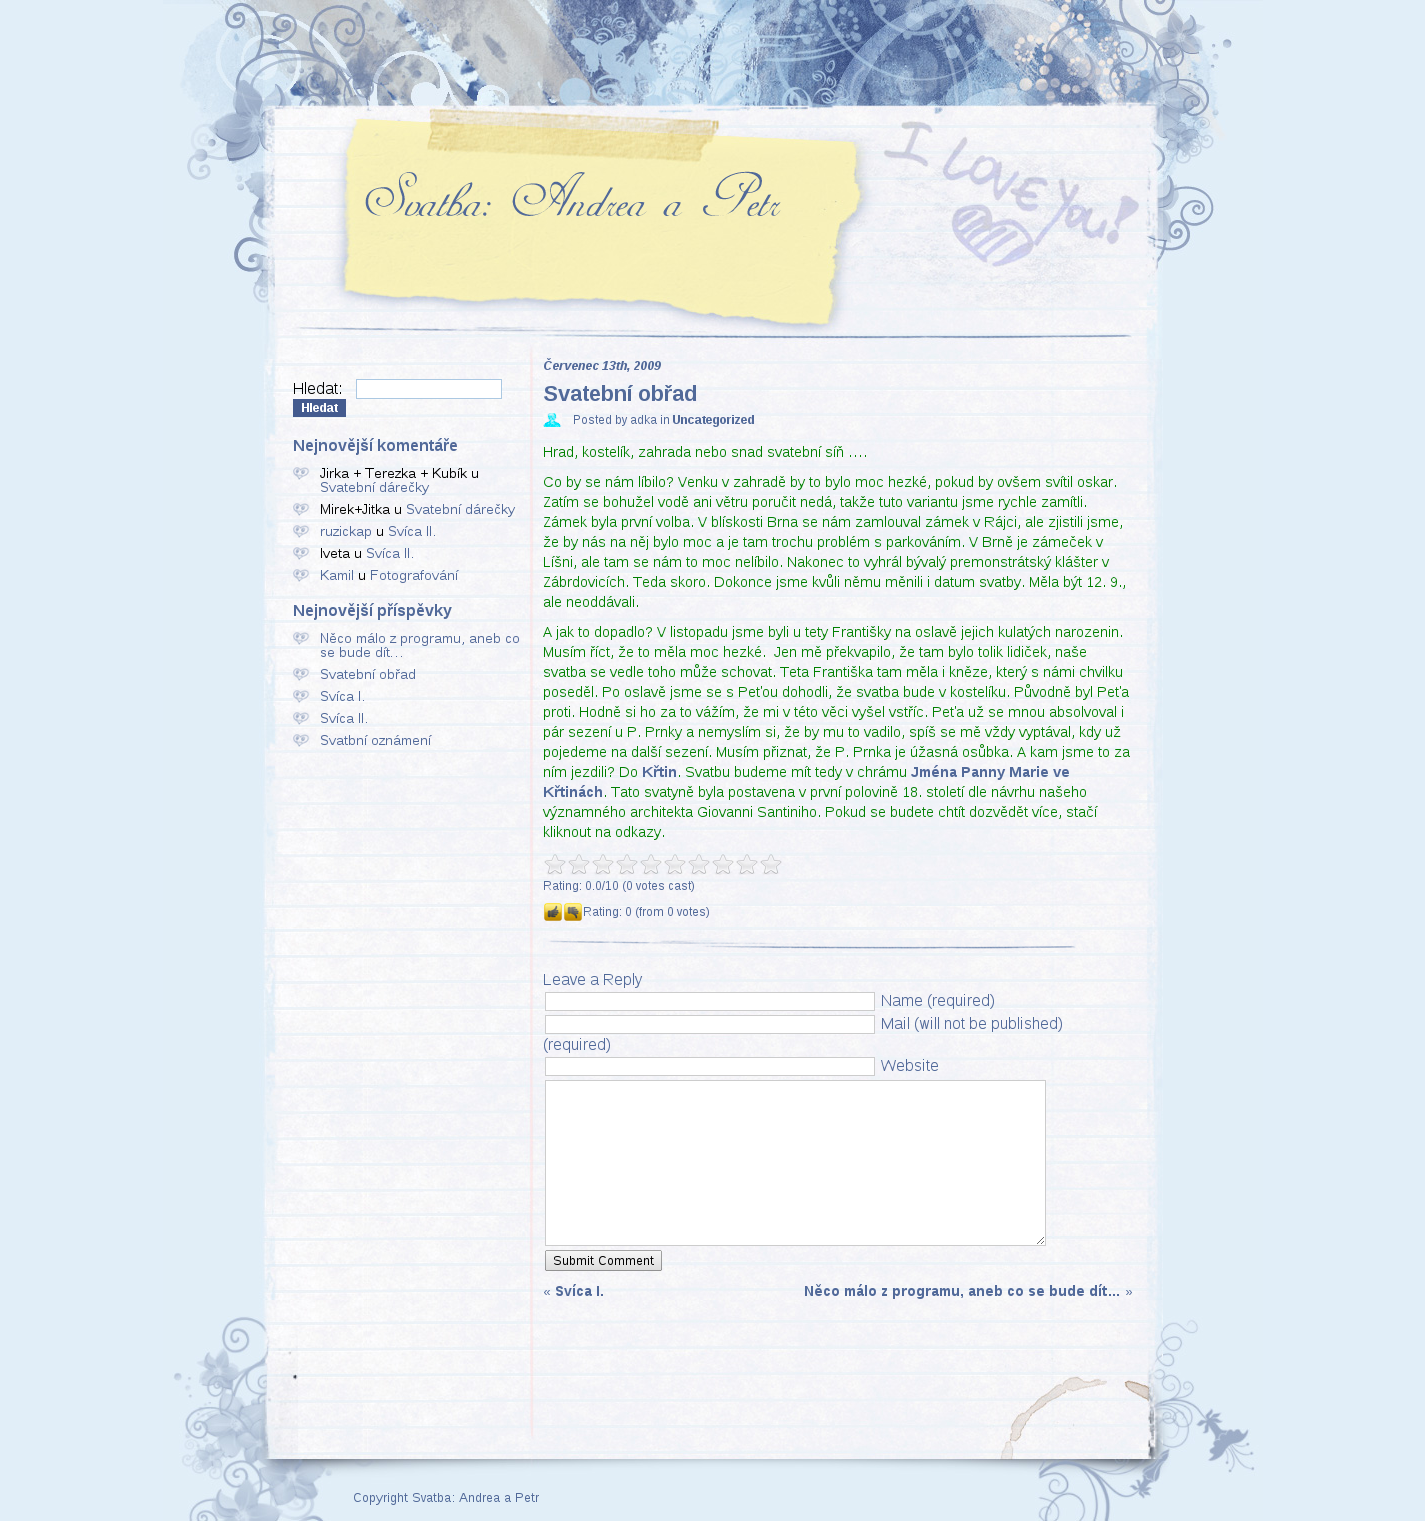 Svatba: Andrea a Petr
I LOVE You!
Hledat:
Hledat
Nejnovější komentáře
Jirka + Terezka + Kubík u
Svatební dárečky
Mirek+Jitka u Svatební dárečky
ruzickap u Svíca II.
Iveta u Svíca II.
Kamil u Fotografování
Nejnovější příspěvky
Něco málo z programu, aneb co
se bude dít…
Svatební obřad
Svíca I.
Svíca II.
Svatbní oznámení
Červenec 13th, 2009
Svatební obřad
Posted by adka in Uncategorized
Hrad, kostelík, zahrada nebo snad svatební síň ….
Co by se nám líbilo? Venku v zahradě by to bylo moc hezké, pokud by ovšem svítil oskar.
Zatím se bohužel vodě ani větru poručit nedá, takže tuto variantu jsme rychle zamítli.
Zámek byla první volba. V blískosti Brna se nám zamlouval zámek v Rájci, ale zjistili jsme,
že by nás na něj bylo moc a je tam trochu problém s parkováním. V Brně je zámeček v
Líšni, ale tam se nám to moc nelíbilo. Nakonec to vyhrál bývalý premonstrátský klášter v
Zábrdovicích. Teda skoro. Dokonce jsme kvůli němu měnili i datum svatby. Měla být 12. 9.,
ale neoddávali.
A jak to dopadlo? V listopadu jsme byli u tety Františky na oslavě jejich kulatých narozenin.
Musím říct, že to měla moc hezké.  Jen mě překvapilo, že tam bylo tolik lidiček, naše
svatba se vedle toho může schovat. Teta Františka tam měla i kněze, který s námi chvilku
poseděl. Po oslavě jsme se s Peťou dohodli, že svatba bude v kostelíku. Původně byl Peťa
proti. Hodně si ho za to vážím, že mi v této věci vyšel vstříc. Peťa už se mnou absolvoval i
pár sezení u P. Prnky a nemyslím si, že by mu to vadilo, spíš se mě vždy vyptával, kdy už
pojedeme na další sezení. Musím přiznat, že P. Prnka je úžasná osůbka. A kam jsme to za
ním jezdili? Do Křtin. Svatbu budeme mít tedy v chrámu Jména Panny Marie ve
Křtinách. Tato svatyně byla postavena v první polovině 18. století dle návrhu našeho
významného architekta Giovanni Santiniho. Pokud se budete chtít dozvědět více, stačí
kliknout na odkazy.
Rating: 0.0/10 (0 votes cast)
Rating: 0 (from 0 votes)
Leave a Reply
Name (required)
Mail (will not be published)
(required)
Website
Submit Comment
« Svíca I.
Něco málo z programu, aneb co se bude dít… »
Copyright Svatba: Andrea a Petr